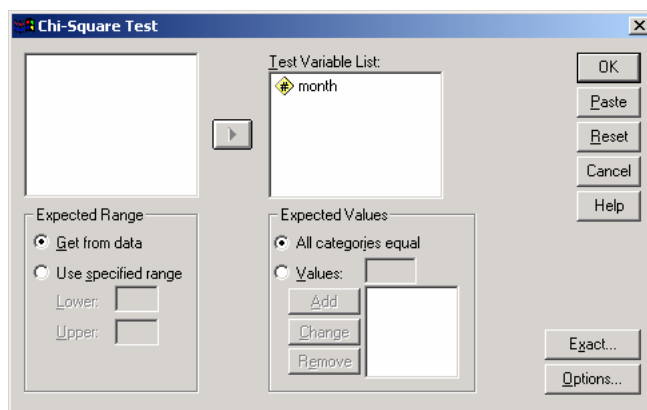 Chi-Square Test
Test Variable List:
# month
OK
Paste
Reset
Cancel
Help
Expected Range
Get from data
Use specified range
Lower:
Upper:
Expected Values
All categories equal
Values:
Add
Change
Remove
Exact...
Options...